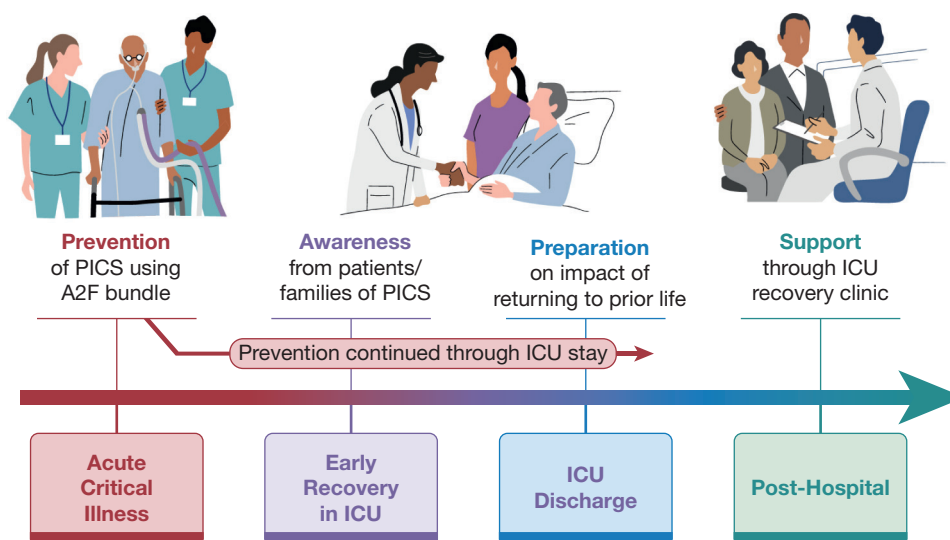 Prevention
of PICS using
A2F bundle
Awareness
from patients/
families of PICS
Preparation
on impact of
returning to prior life
Support
through ICU
recovery clinic
Prevention continued through ICU stay
Acute
Critical
Illness
Early
Recovery
in ICU
ICU
Discharge
Post-Hospital